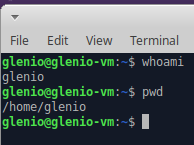 File Edit View Terminal
glenio@glenio-vm:~$ whoami
glenio
glenio@glenio-vm:~$ pwd
/home/glenio
glenio@glenio-vm:~$